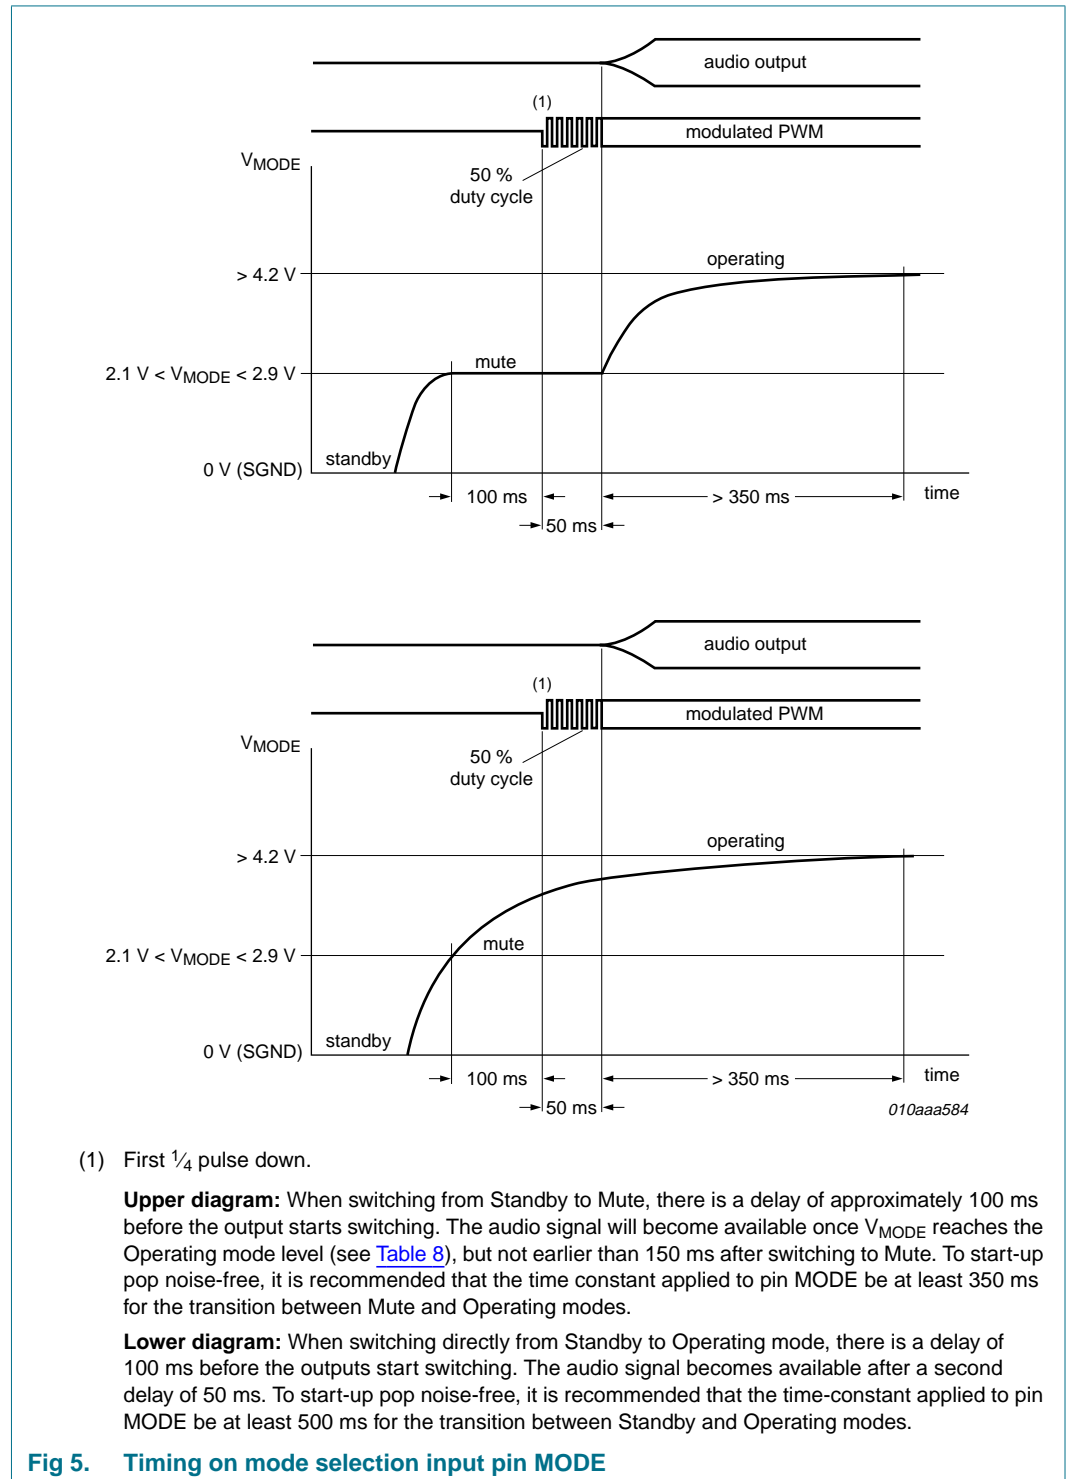 audio output
(1)
modulated PWM
V_MODE
50 %
duty cycle
operating
> 4.2 V
mute
2.1 V < V_MODE < 2.9 V
standby
0 V (SGND)
100 ms
> 350 ms
time
50 ms
audio output
(1)
modulated PWM
V_MODE
50 %
duty cycle
operating
> 4.2 V
mute
2.1 V < V_MODE < 2.9 V
standby
0 V (SGND)
100 ms
> 350 ms
time
50 ms
010aaa584
(1) First 1⁄4 pulse down.
Upper diagram: When switching from Standby to Mute, there is a delay of approximately 100 ms
before the output starts switching. The audio signal will become available once V_MODE reaches the
Operating mode level (see Table 8), but not earlier than 150 ms after switching to Mute. To start-up
pop noise-free, it is recommended that the time constant applied to pin MODE be at least 350 ms
for the transition between Mute and Operating modes.
Lower diagram: When switching directly from Standby to Operating mode, there is a delay of
100 ms before the outputs start switching. The audio signal becomes available after a second
delay of 50 ms. To start-up pop noise-free, it is recommended that the time-constant applied to pin
MODE be at least 500 ms for the transition between Standby and Operating modes.
Fig 5. Timing on mode selection input pin MODE